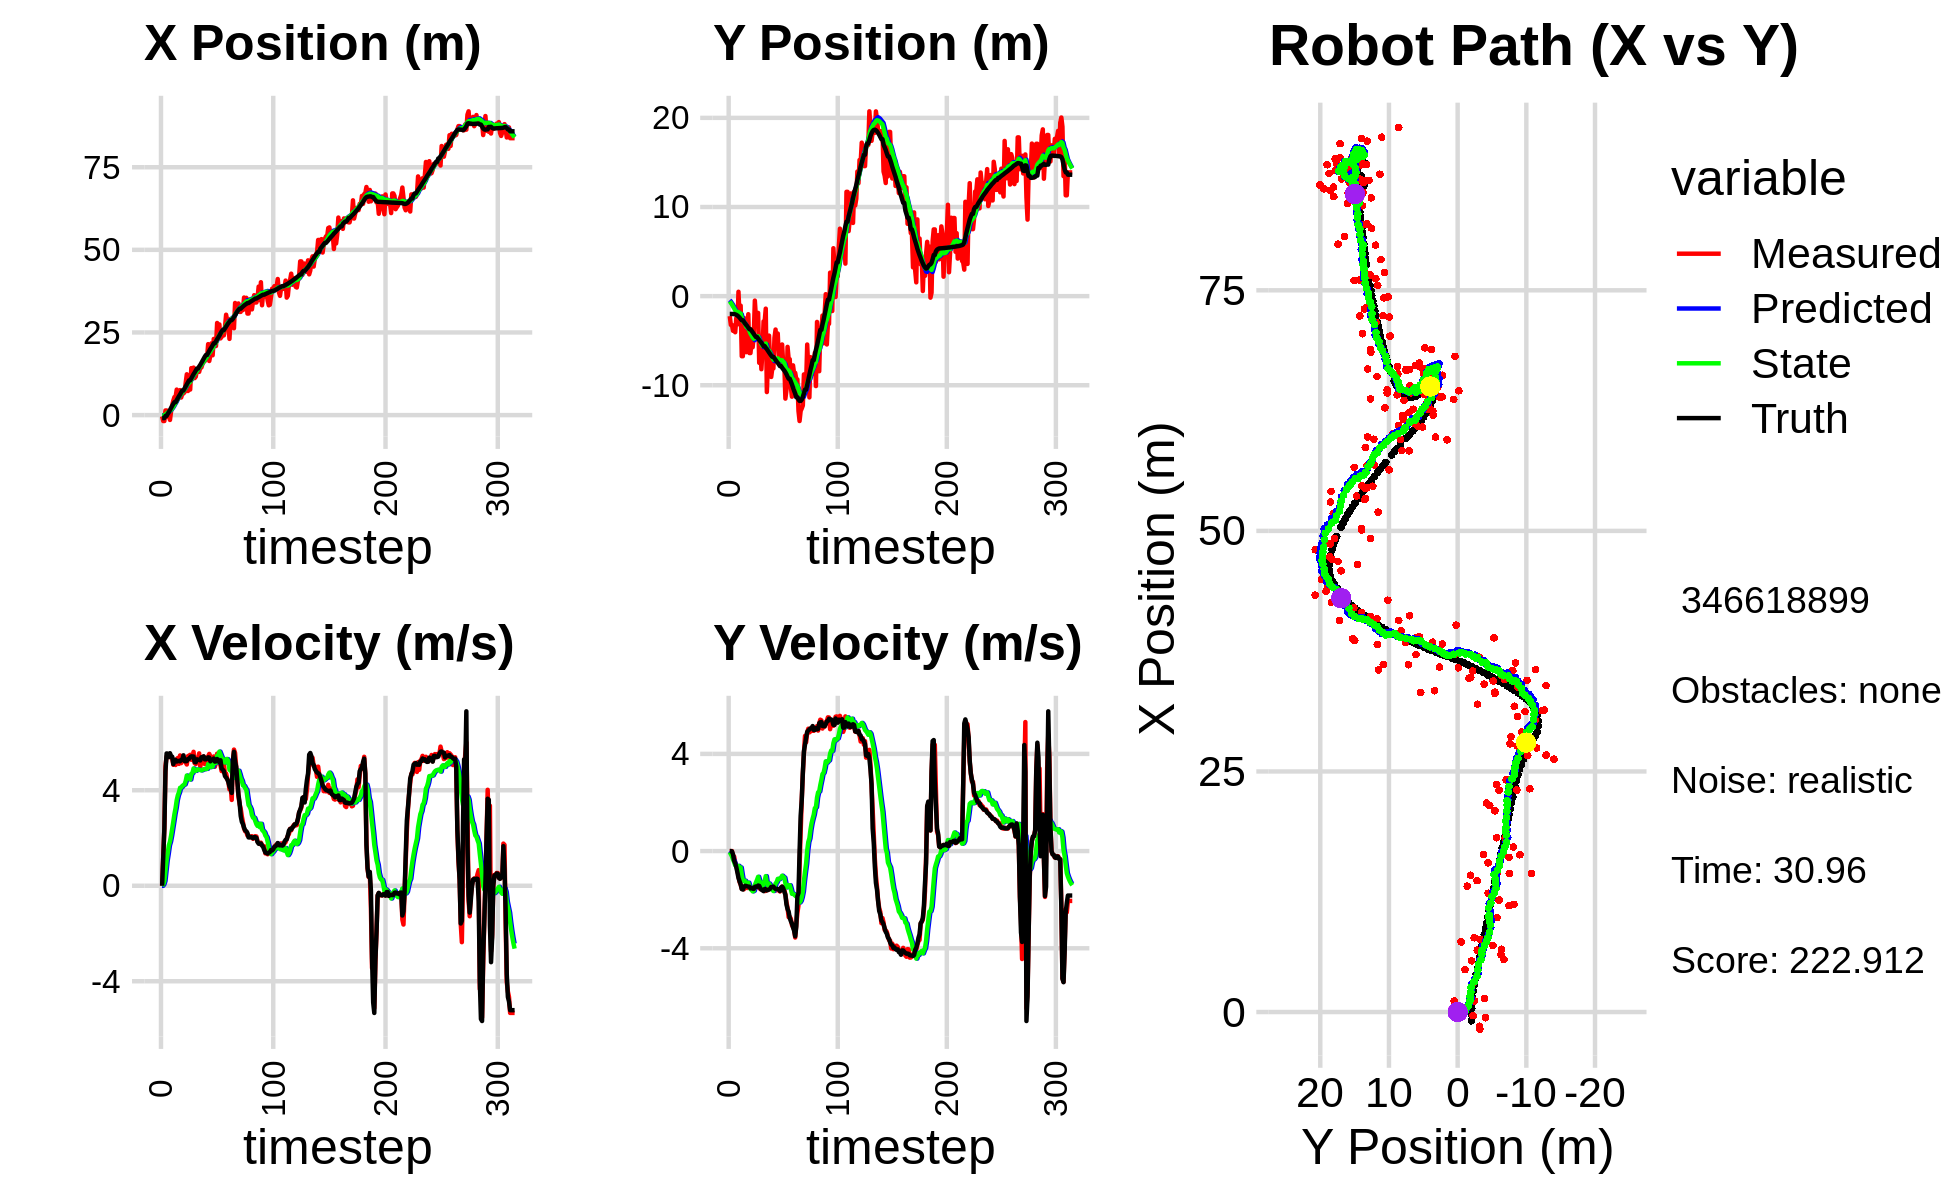 X Position (m)
75
50
25
0
0 100 200 300
timestep
Y Position (m)
20
10
0
-10
0 100 200 300
timestep
X Velocity (m/s)
4
0
-4
0 100 200 300
timestep
Y Velocity (m/s)
4
0
-4
0 100 200 300
timestep
Robot Path (X vs Y)
X Position (m)
75
50
25
0
20 10 0 -10 -20
Y Position (m)
variable
Measured
Predicted
State
Truth
346618899
Obstacles: none
Noise: realistic
Time: 30.96
Score: 222.912